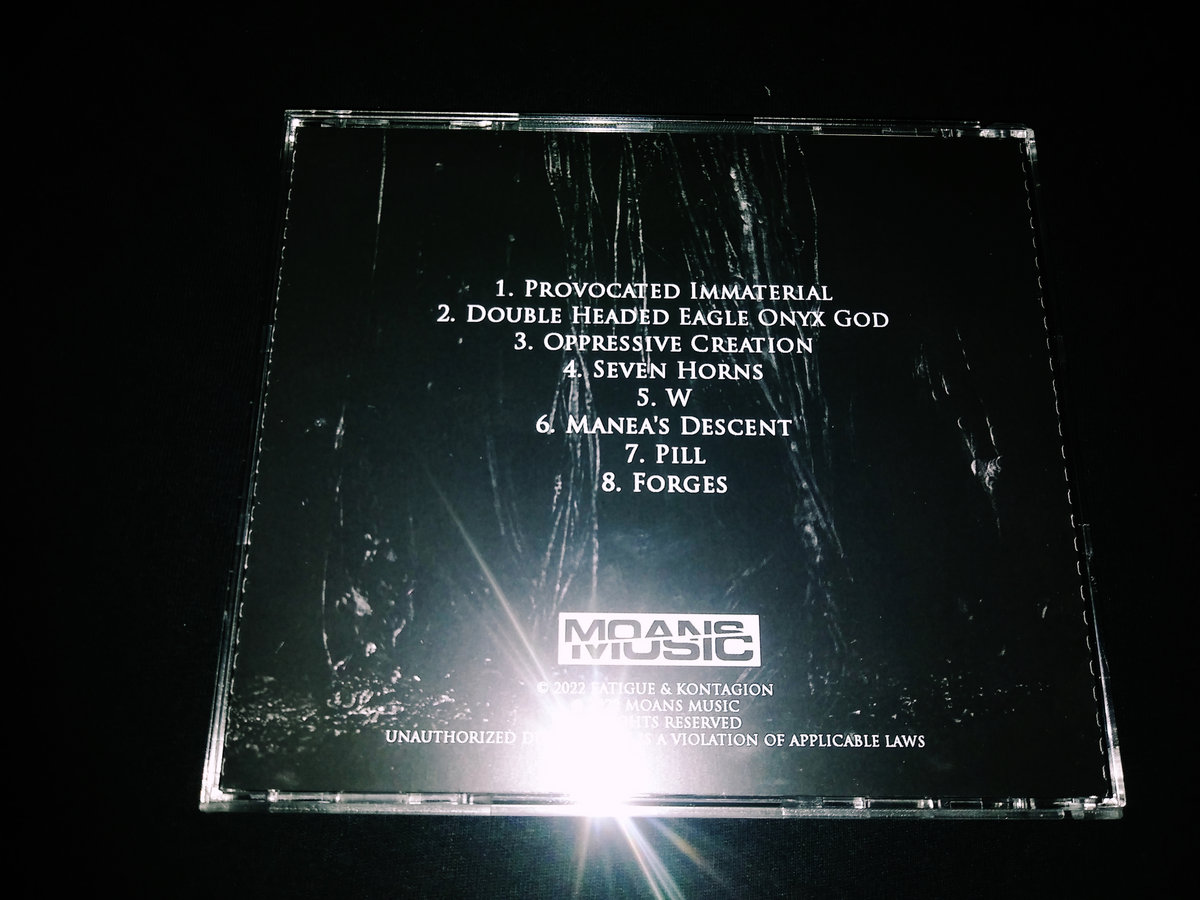 1. Provocated Immaterial
2. Double Headed Eagle Onyx God
3. Oppressive Creation
4. Seven Horns
5. W
6. Manea's Descent
7. Pill
8. Forges
MOANS
MUSIC
© 2022 FATIGUE & KONTAGION
MOANS MUSIC
RESERVED
UNAUTHORIZED A VIOLATION OF APPLICABLE LAWS